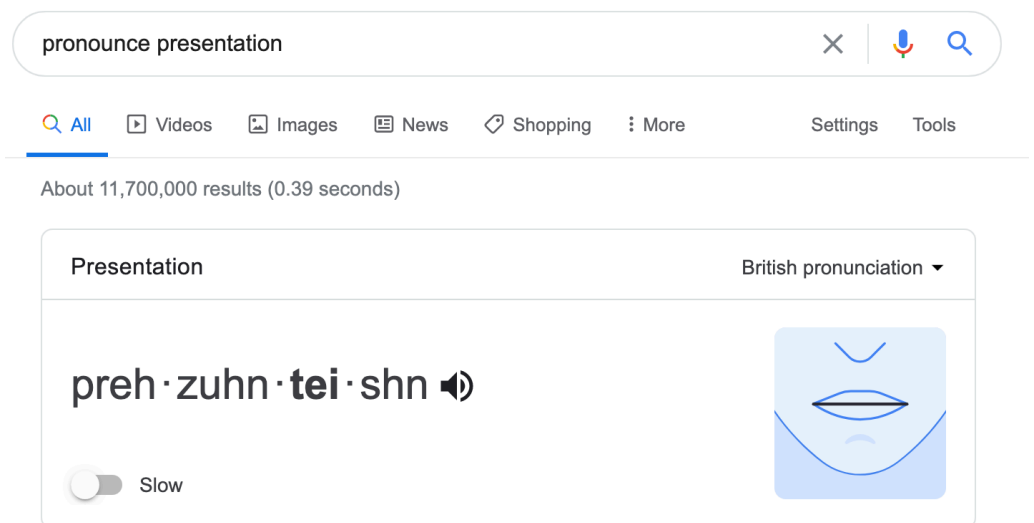 pronounce presentation
All Videos Images News Shopping More Settings Tools
About 11,700,000 results (0.39 seconds)
Presentation British pronunciation
preh·zuhn·tei·shn
Slow